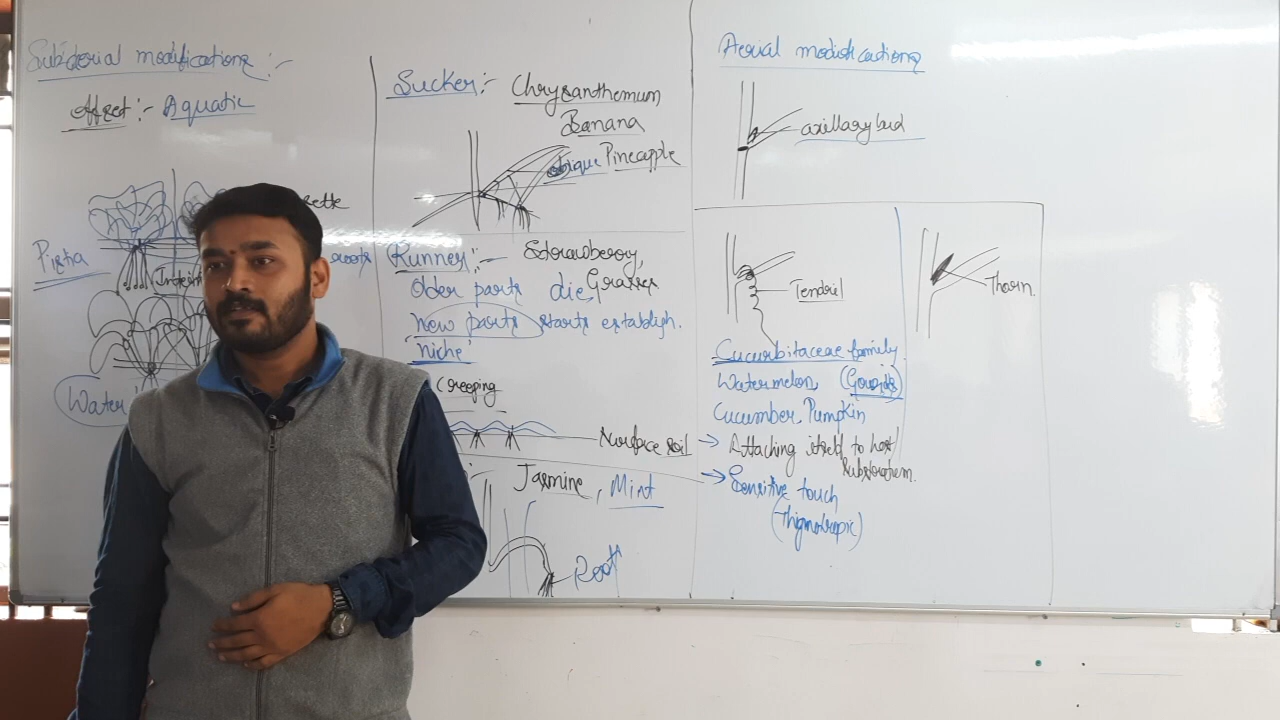 Subaerial modifications :-
Offset :- Aquatic
Pistia
roots
Water
Sucker :- Chrysanthemum
Banana
oblique Pineapple
Runner :- Strawberry,
Older parts die, Grasses
New parts starts establish.
niche
Creeping
Surface soil
Jasmine, Mint
Root
Aerial modifications
axillary bud
Tendril
Thorn.
Cucurbitaceae family
Watermelon (Gourds)
Cucumber, Pumpkin
→ Attaching itself to host/
→ Sensitive touch
(Thigmotropic)